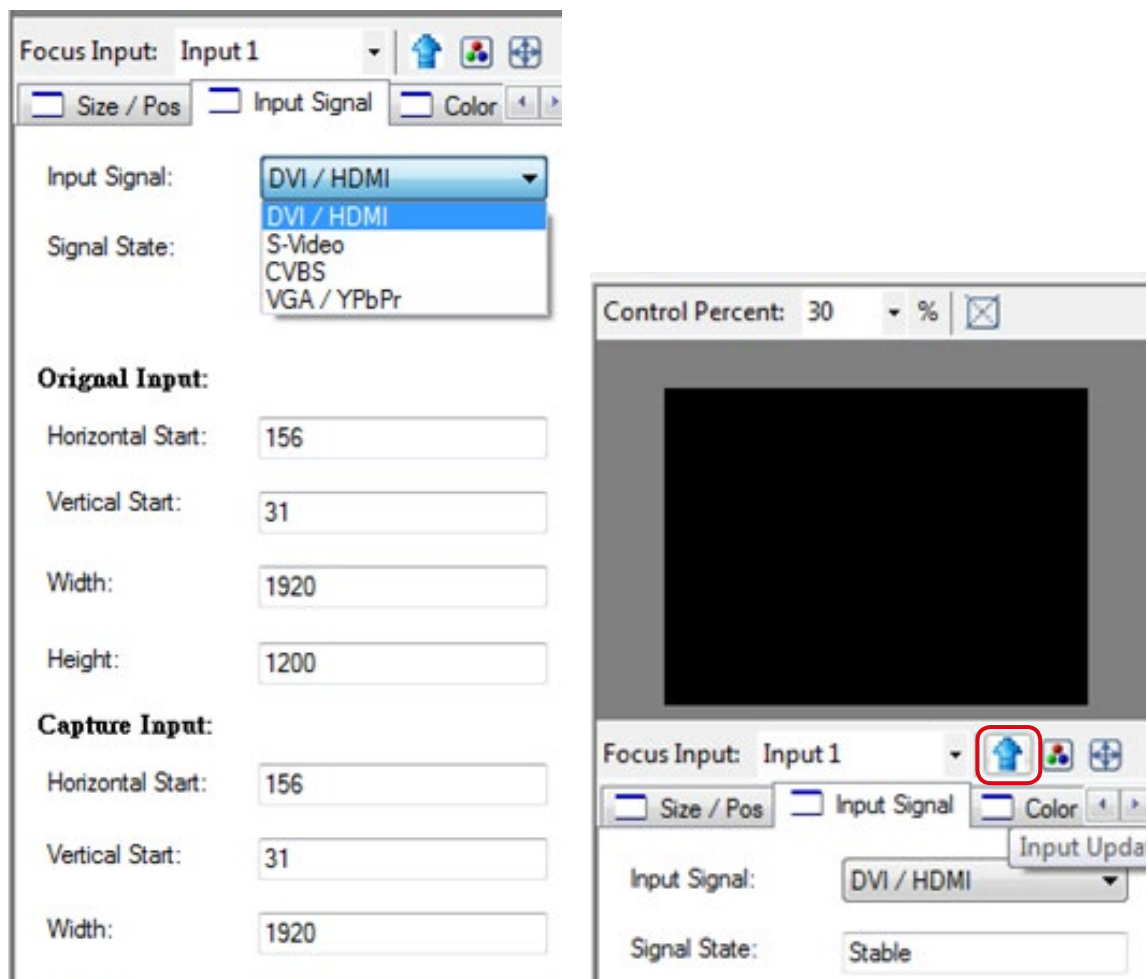 Focus Input: Input 1
Size / Pos Input Signal Color
Input Signal: DVI / HDMI
DVI / HDMI
S-Video
CVBS
VGA / YPbPr
Signal State:
Orignal Input:
Horizontal Start: 156
Vertical Start: 31
Width: 1920
Height: 1200
Capture Input:
Horizontal Start: 156
Vertical Start: 31
Width: 1920
Control Percent: 30 %
Focus Input: Input 1
Size / Pos Input Signal Color
Input Upda
Input Signal: DVI / HDMI
Signal State: Stable